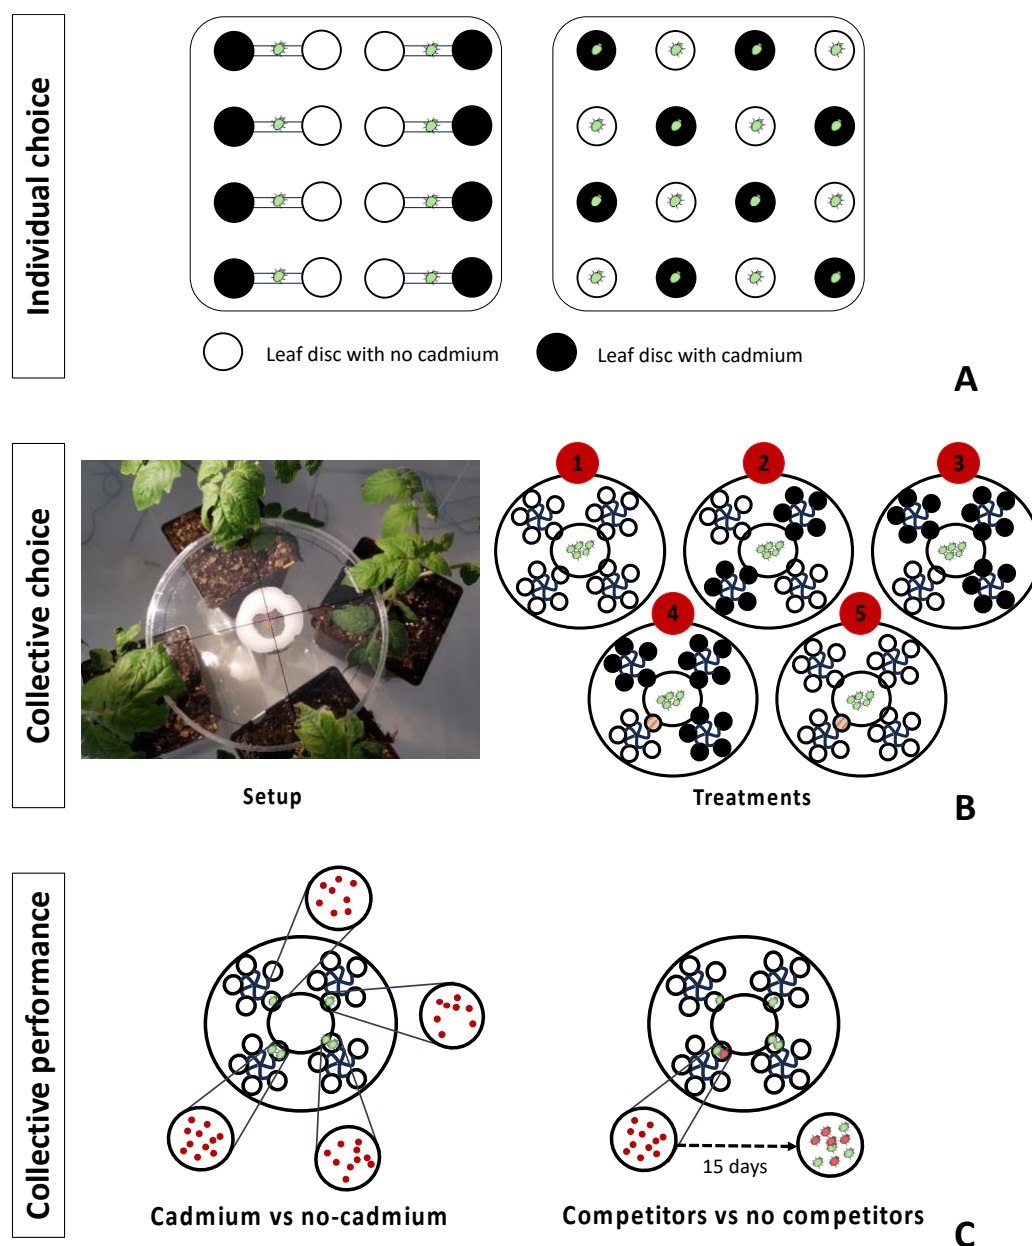 Individual choice
Leaf disc with no cadmium
Leaf disc with cadmium
A
Collective choice
1
2
3
4
5
Setup
Treatments
B
Collective performance
15 days
Cadmium vs no-cadmium
Competitors vs no competitors
C